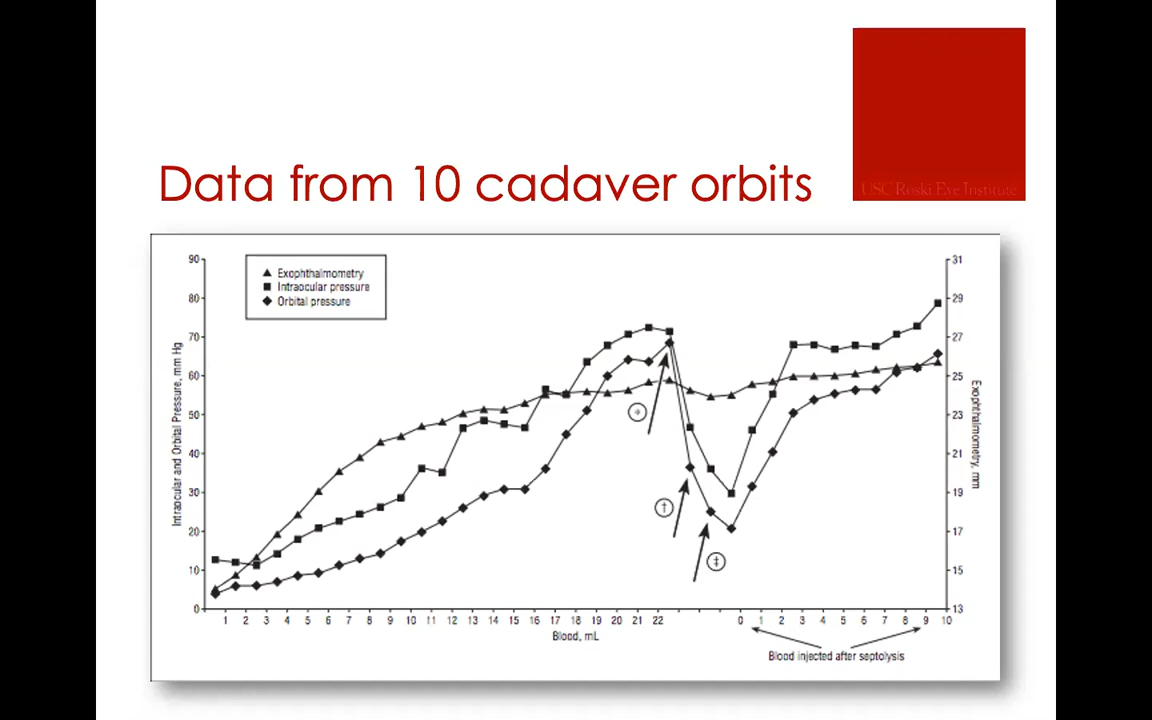 USC Roski Eye Institute
Data from 10 cadaver orbits
90
80
70
60
50
40
30
20
10
0
Intraocular and Orbital Pressure, mm Hg
Exophthalmometry
Intraocular pressure
Orbital pressure
*
†
‡
31
29
27
25
23
21
19
17
15
13
Exophthalmometry, mm
1 2 3 4 5 6 7 8 9 10 11 12 13 14 15 16 17 18 19 20 21 22 0 1 2 3 4 5 6 7 8 9 10
Blood, mL
Blood injected after septolysis